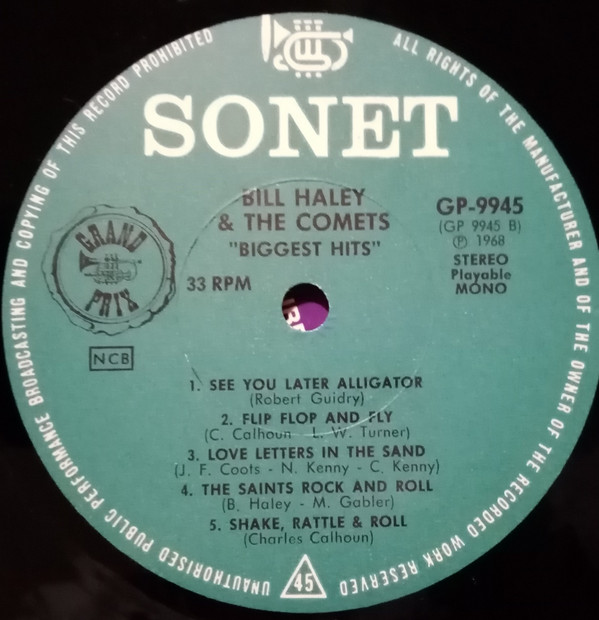 UNAUTHORISED PUBLIC PERFORMANCE BROADCASTING AND COPYING OF THIS RECORD PROHIBITED
ALL RIGHTS OF THE MANUFACTURER AND OF THE OWNER OF THE RECORDED WORK RESERVED
SONET
BILL HALEY
& THE COMETS
"BIGGEST HITS"
GP-9945
(GP 9945 B)
℗ 1968
STEREO
Playable
MONO
GRAND
PRIX
33 RPM
NCB
1. SEE YOU LATER ALLIGATOR
(Robert Guidry)
2. FLIP FLOP AND FLY
(C. Calhoun - L. W. Turner)
3. LOVE LETTERS IN THE SAND
(J. F. Coots - N. Kenny - C. Kenny)
4. THE SAINTS ROCK AND ROLL
(B. Haley - M. Gabler)
5. SHAKE, RATTLE & ROLL
(Charles Calhoun)
45